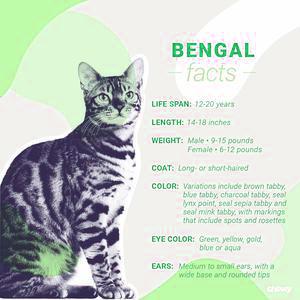 BENGAL
facts
LIFE SPAN: 12-20 years
LENGTH: 14-18 inches
WEIGHT: Male • 9-15 pounds
Female • 6-12 pounds
COAT: Long- or short-haired
COLOR: Variations include brown tabby,
blue tabby, charcoal tabby, seal
lynx point, seal sepia tabby and
seal mink tabby, with markings
that include spots and rosettes
EYE COLOR: Green, yellow, gold,
blue or aqua
EARS: Medium to small ears, with a
wide base and rounded tips
chewy